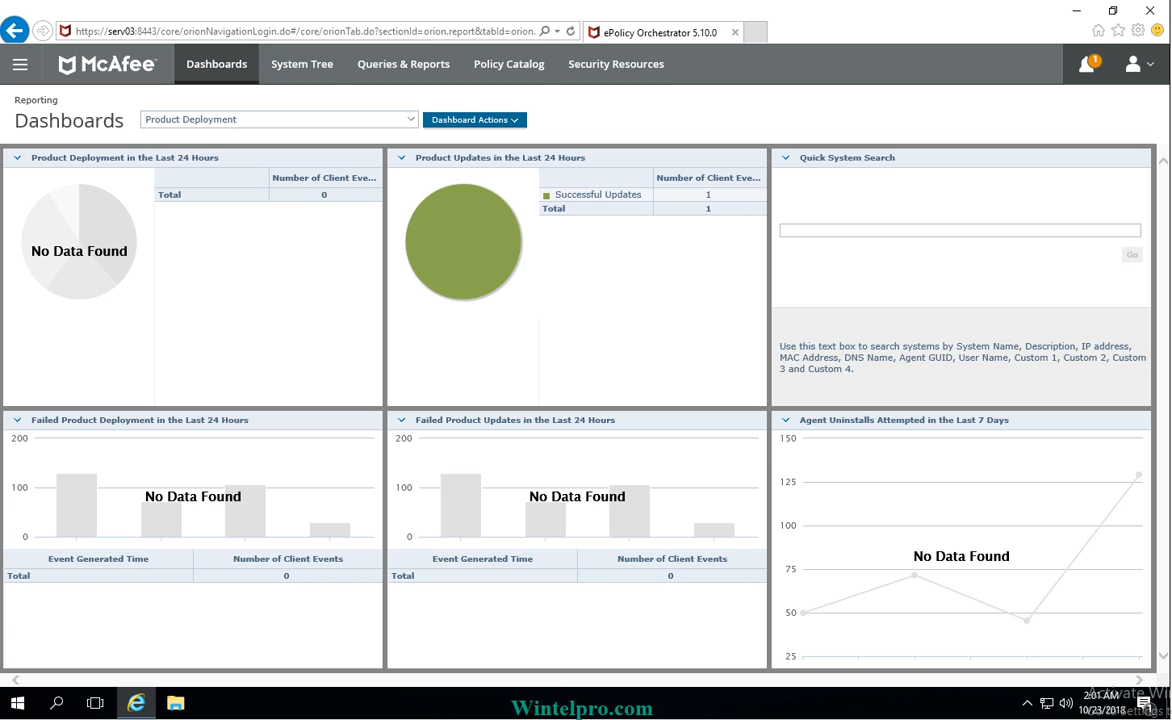 https://serv03:8443/core/orionNavigationLogin.do#/core/orionTab.do?sectionId=orion.report&tabId=orion.
ePolicy Orchestrator 5.10.0
McAfee
Dashboards
System Tree
Queries & Reports
Policy Catalog
Security Resources
1
Reporting
Dashboards
Product Deployment
Dashboard Actions
Product Deployment in the Last 24 Hours
Number of Client Eve...
Total 0
No Data Found
Product Updates in the Last 24 Hours
Number of Client Eve...
Successful Updates 1
Total 1
Quick System Search
Go
Use this text box to search systems by System Name, Description, IP address,
MAC Address, DNS Name, Agent GUID, User Name, Custom 1, Custom 2, Custom
3 and Custom 4.
Failed Product Deployment in the Last 24 Hours
200
100
0
No Data Found
Event Generated Time Number of Client Events
Total 0
Failed Product Updates in the Last 24 Hours
200
100
0
No Data Found
Event Generated Time Number of Client Events
Total 0
Agent Uninstalls Attempted in the Last 7 Days
150
125
100
75
50
25
No Data Found
Wintelpro.com
2:01 AM
10/23/2018
Activate Wi